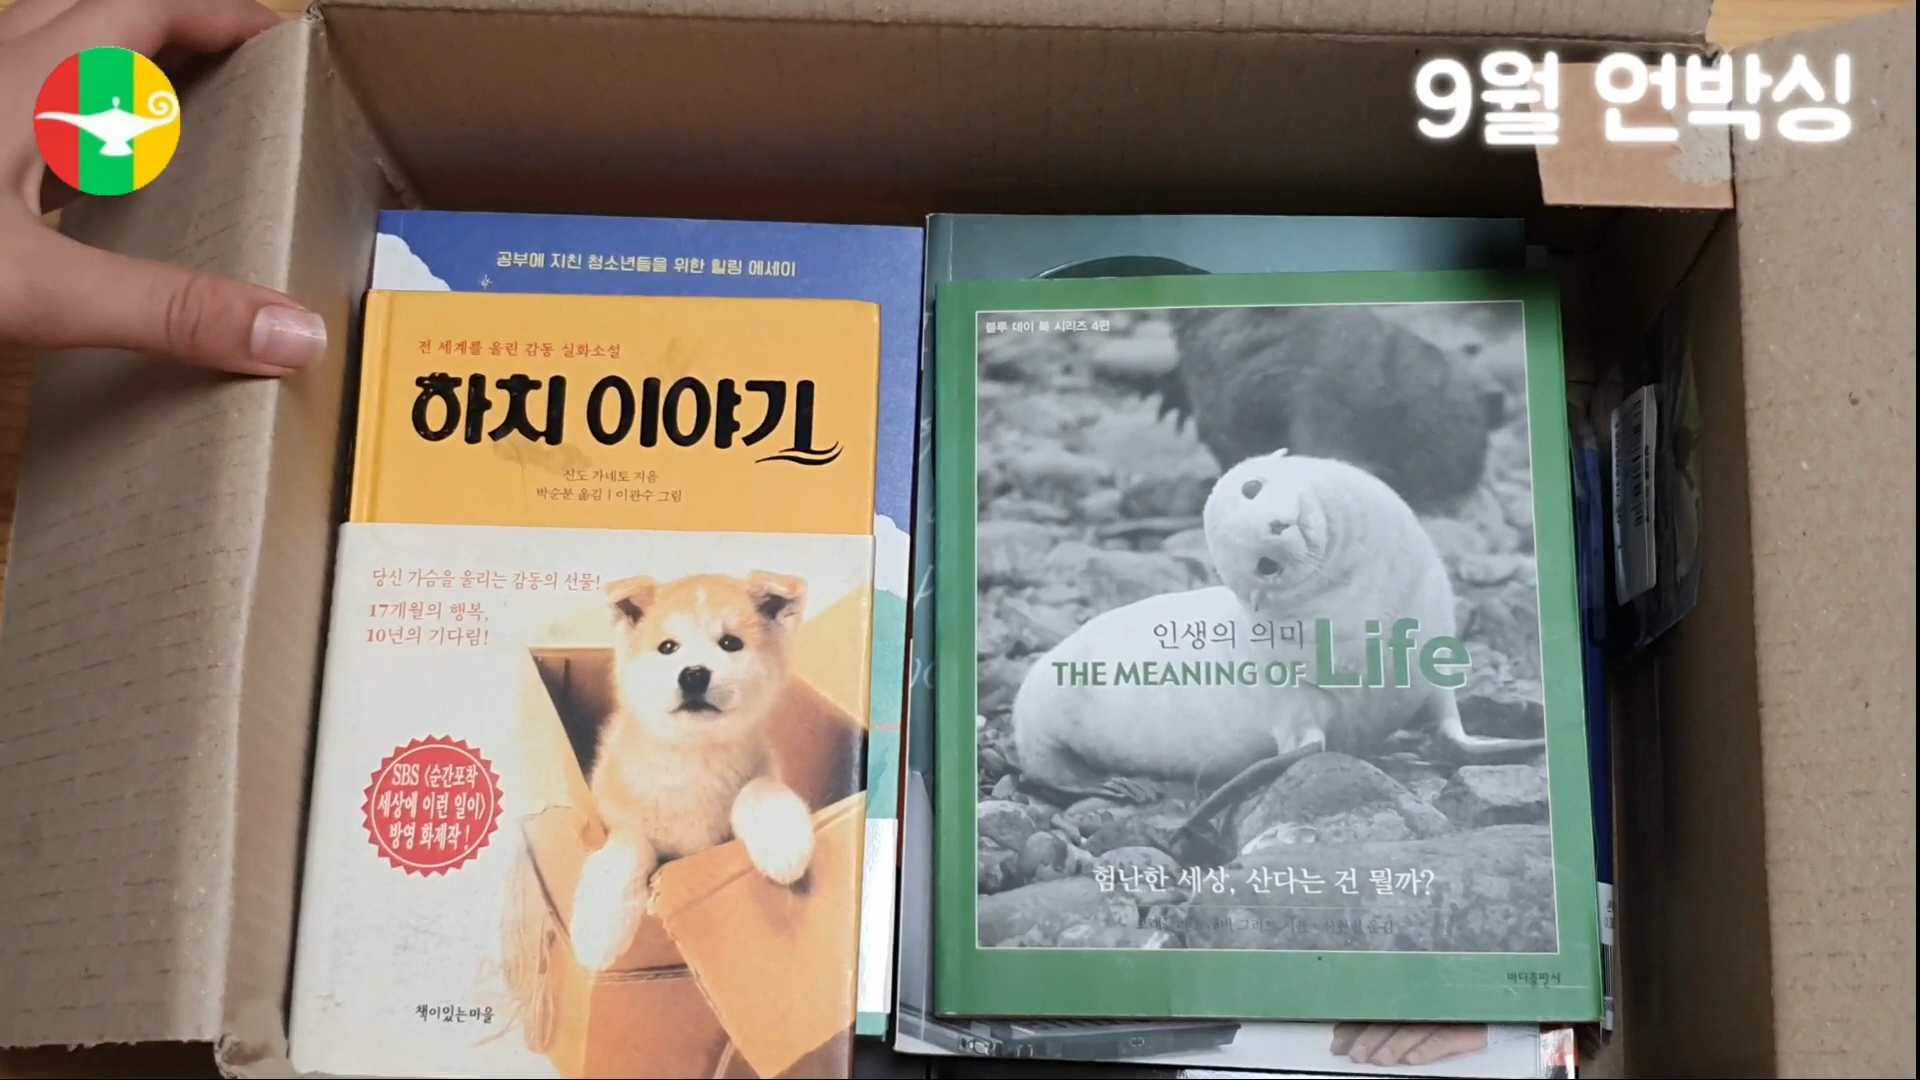 9월 언박싱
공부에 지친 청소년들을 위한 힐링 에세이
전 세계를 울린 감동 실화소설
하치 이야기
신도 가네토 지음
박순분 옮김 | 이관수 그림
당신 가슴을 울리는 감동의 선물!
17개월의 행복,
10년의 기다림!
SBS 〈순간포착
세상에 이런 일이〉
방영 화제작!
책이있는마을
블루 데이 북 시리즈 4편
인생의 의미
THE MEANING OF Life
험난한 세상, 산다는 건 뭘까?
바다출판사